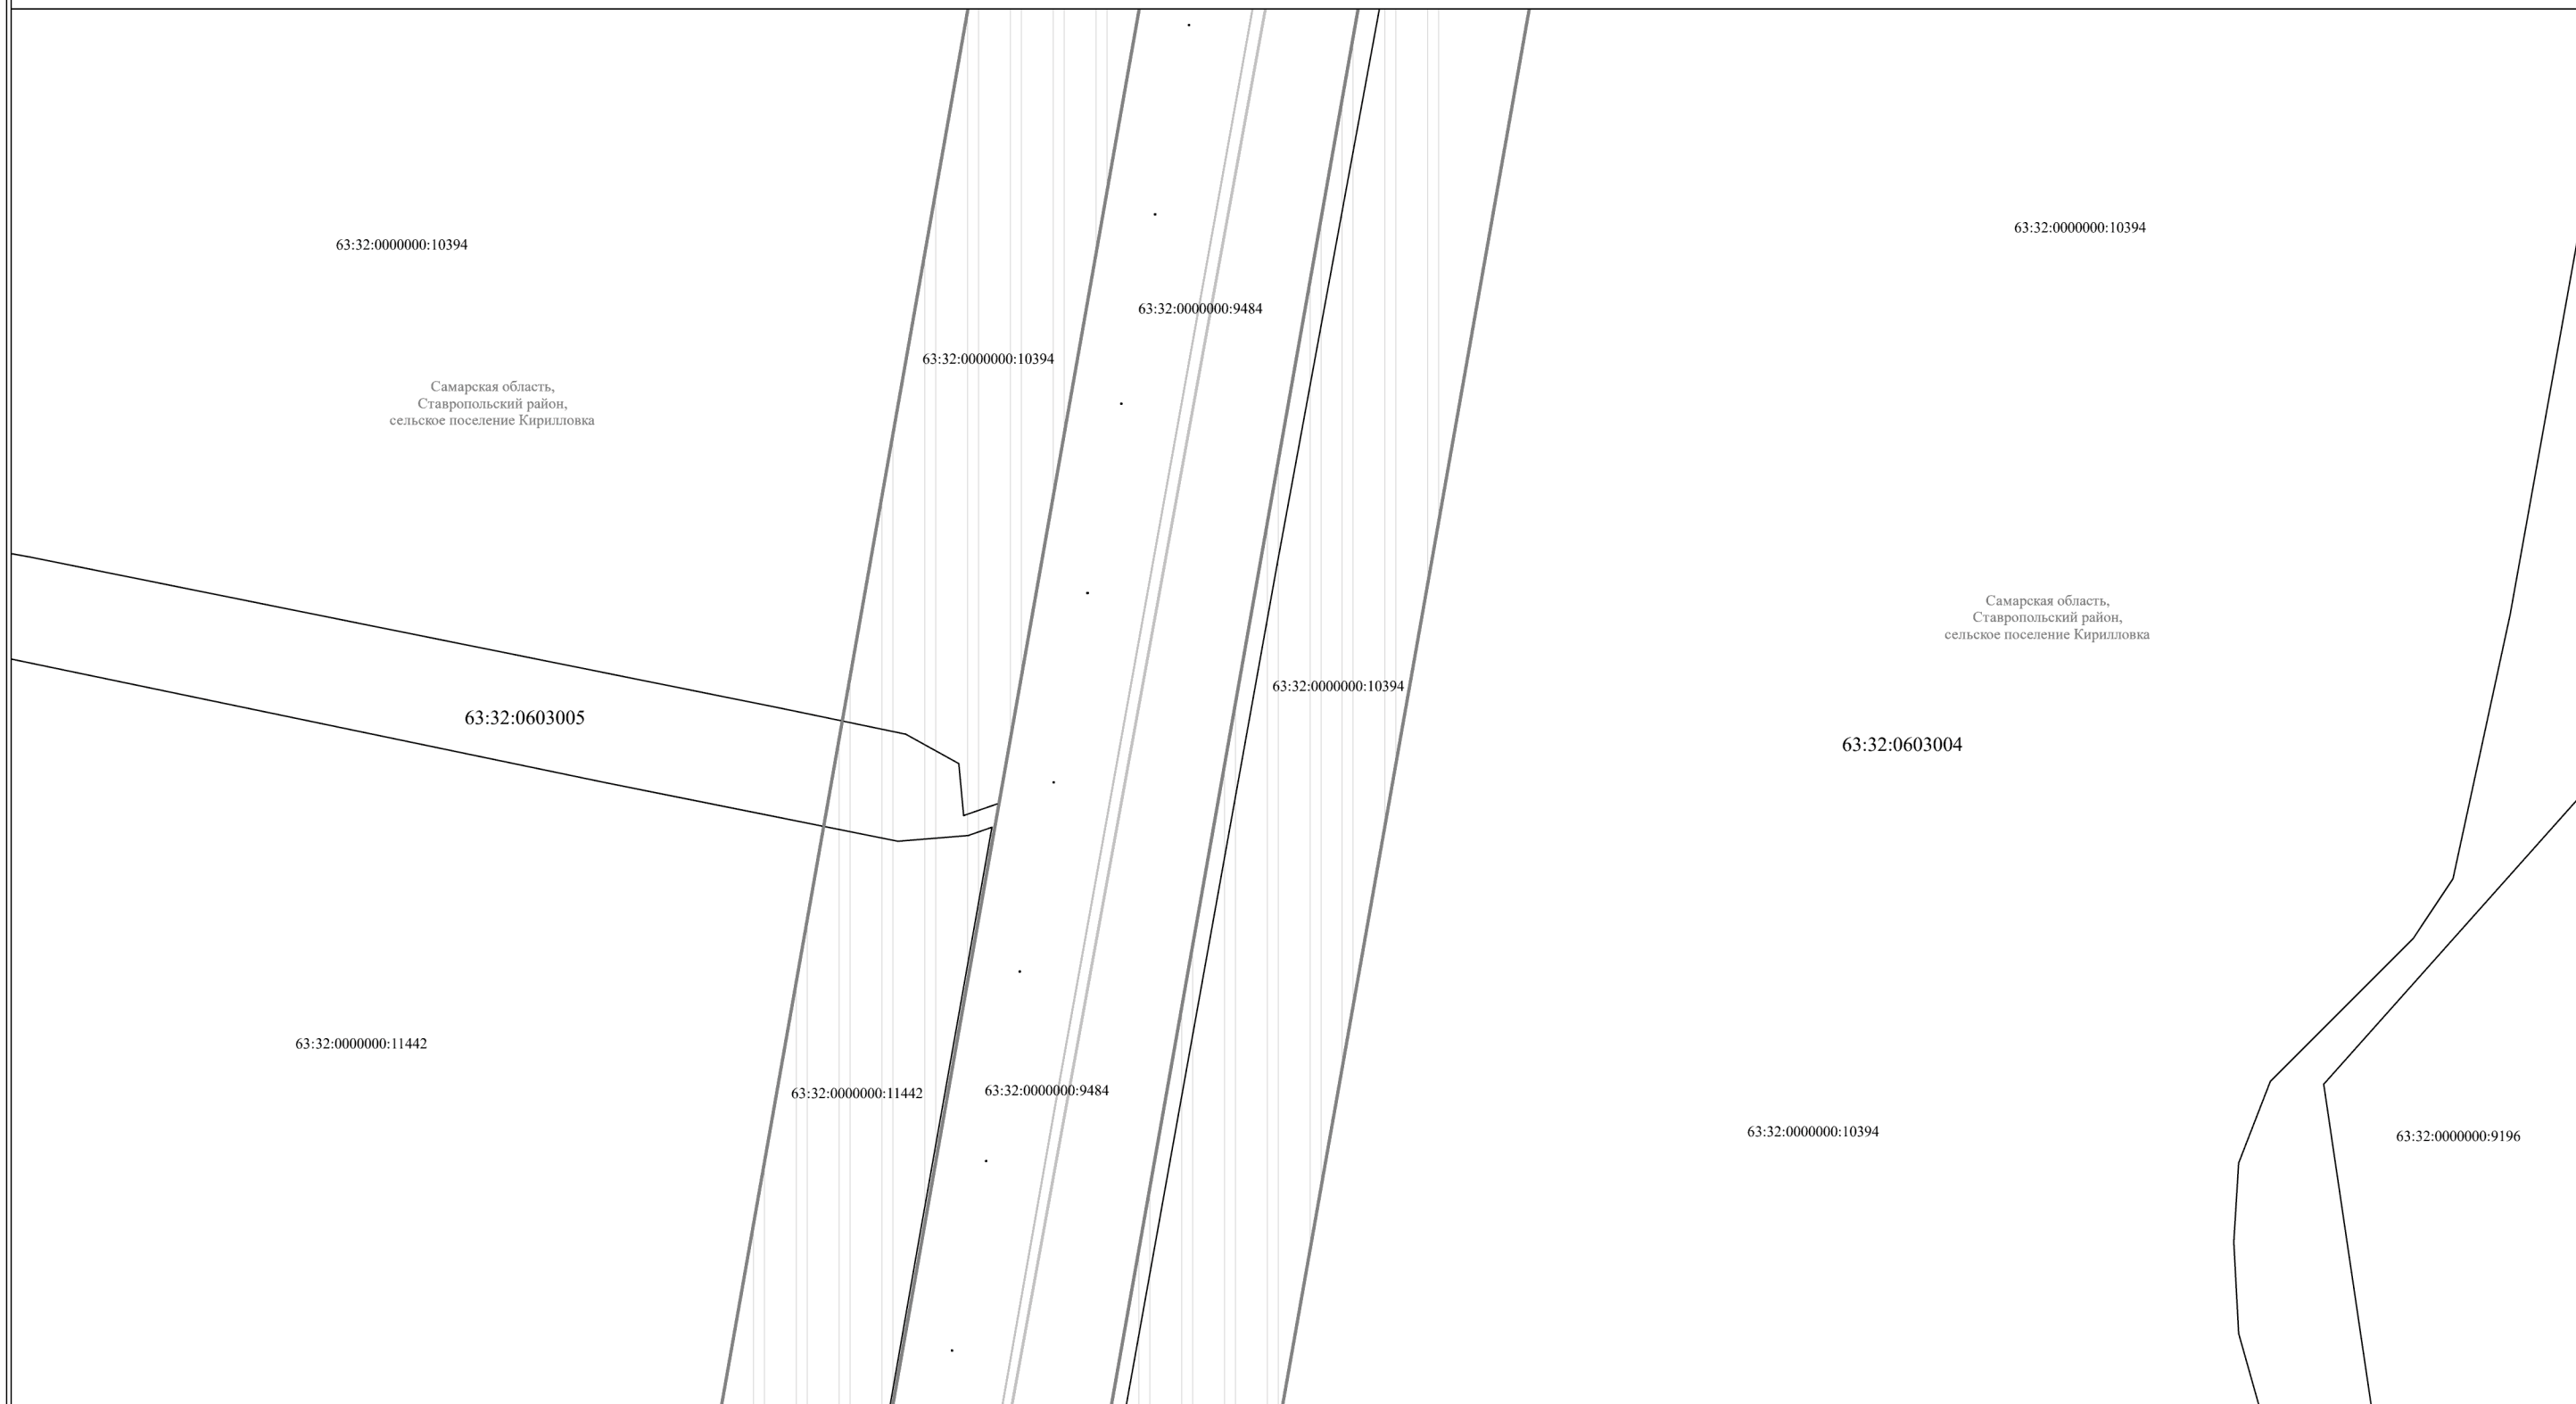 63:32:0000000:10394
63:32:0000000:10394
63:32:0000000:9484
63:32:0000000:10394
Самарская область,
Ставропольский район,
сельское поселение Кирилловка
Самарская область,
Ставропольский район,
сельское поселение Кирилловка
63:32:0000000:10394
63:32:0603005
63:32:0603004
63:32:0000000:11442
63:32:0000000:11442
63:32:0000000:9484
63:32:0000000:10394
63:32:0000000:9196